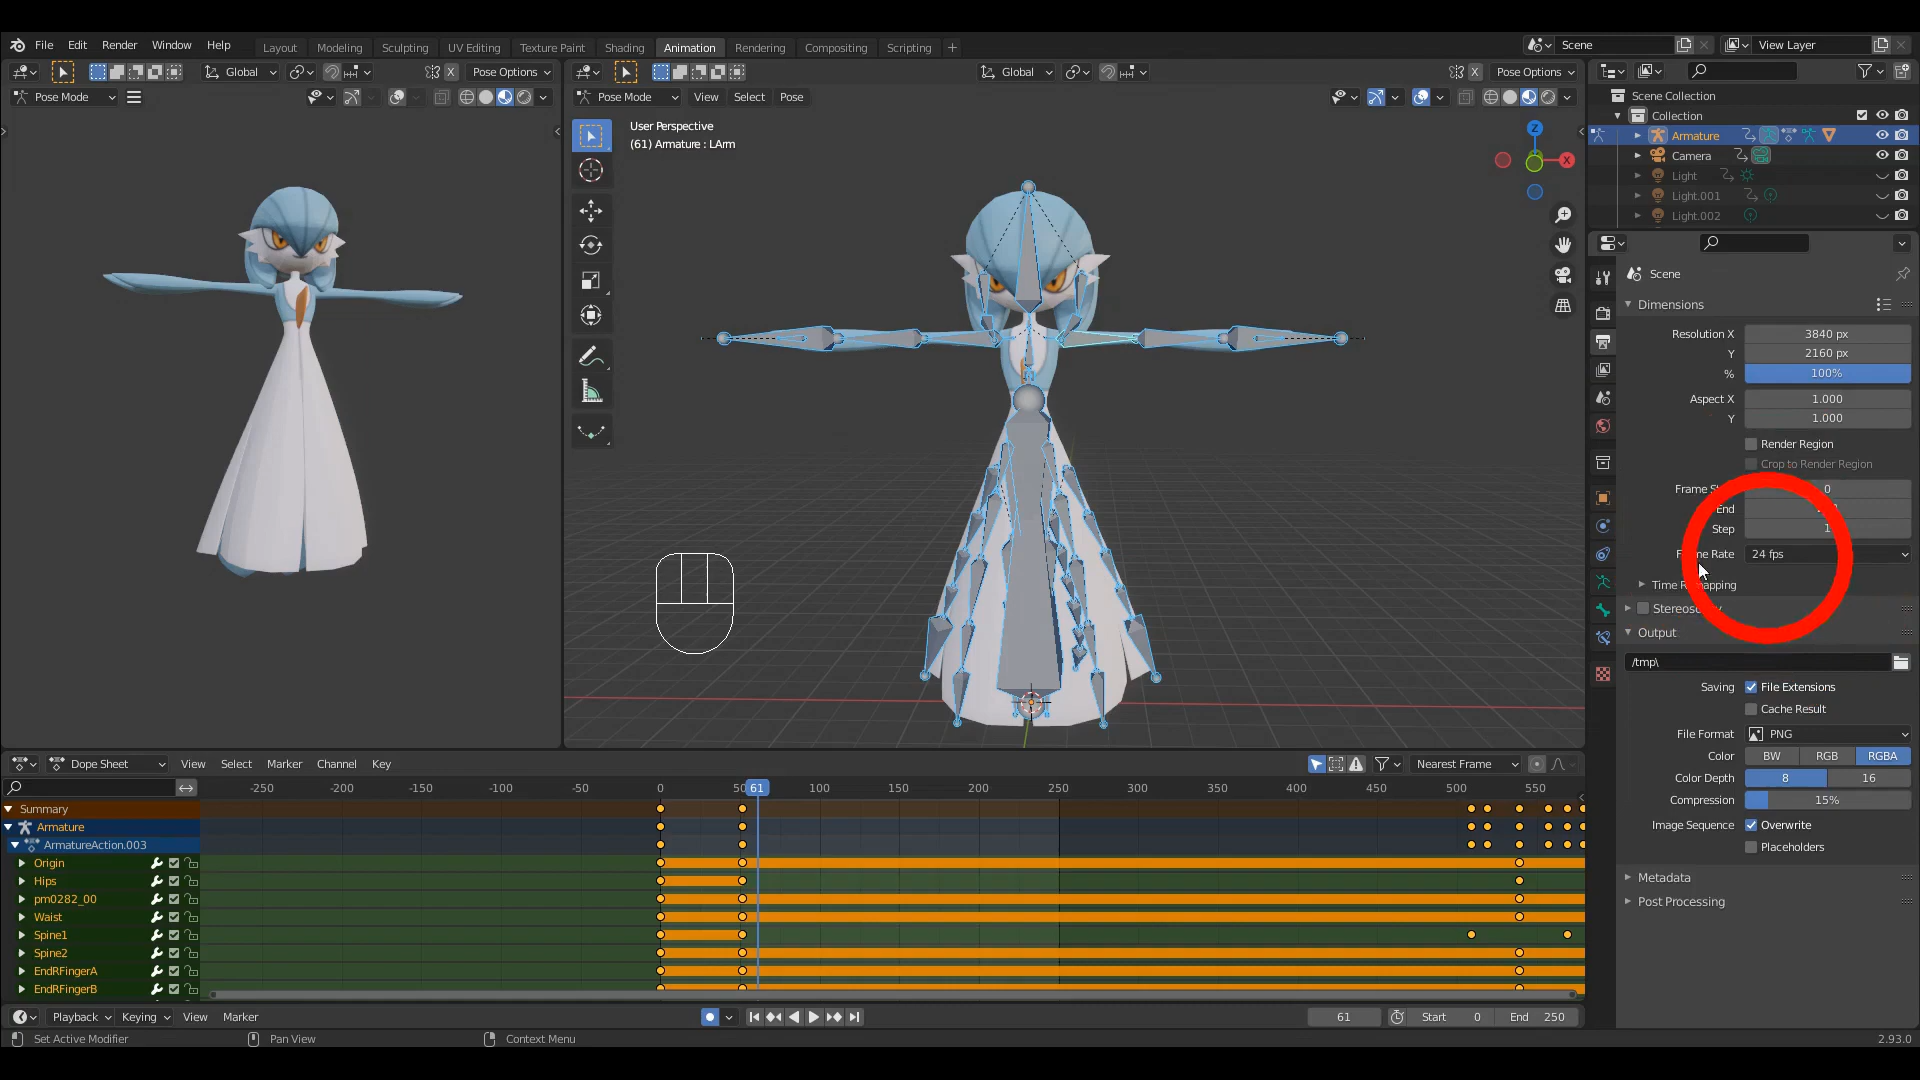 File Edit Render Window Help Layout Modeling Sculpting UV Editing Texture Paint Shading Animation Rendering Compositing Scripting + Scene View Layer
Global Pose Options Global Pose Options
Pose Mode Pose Mode View Select Pose
User Perspective
(61) Armature : LArm
Z
X
Scene Collection
Collection
Armature
Camera
Light
Light.001
Light.002
Scene
Dimensions
Resolution X 3840 px
Y 2160 px
% 100%
Aspect X 1.000
Y 1.000
Render Region
Crop to Render Region
Frame 0
End
Step 1
Rate 24 fps
Time
Output
/tmp\
Saving File Extensions
Cache Result
File Format PNG
Color BW RGB RGBA
Color Depth 8 16
Compression 15%
Image Sequence Overwrite
Placeholders
Metadata
Post Processing
Dope Sheet View Select Marker Channel Key Nearest Frame
-250 -200 -150 -100 -50 0 50 61 100 150 200 250 300 350 400 450 500 550
Summary
Armature
ArmatureAction.003
Origin
Hips
pm0282_00
Waist
Spine1
Spine2
EndRFingerA
EndRFingerB
Playback Keying View Marker 61 Start 0 End 250
Set Active Modifier Pan View Context Menu 2.93.0